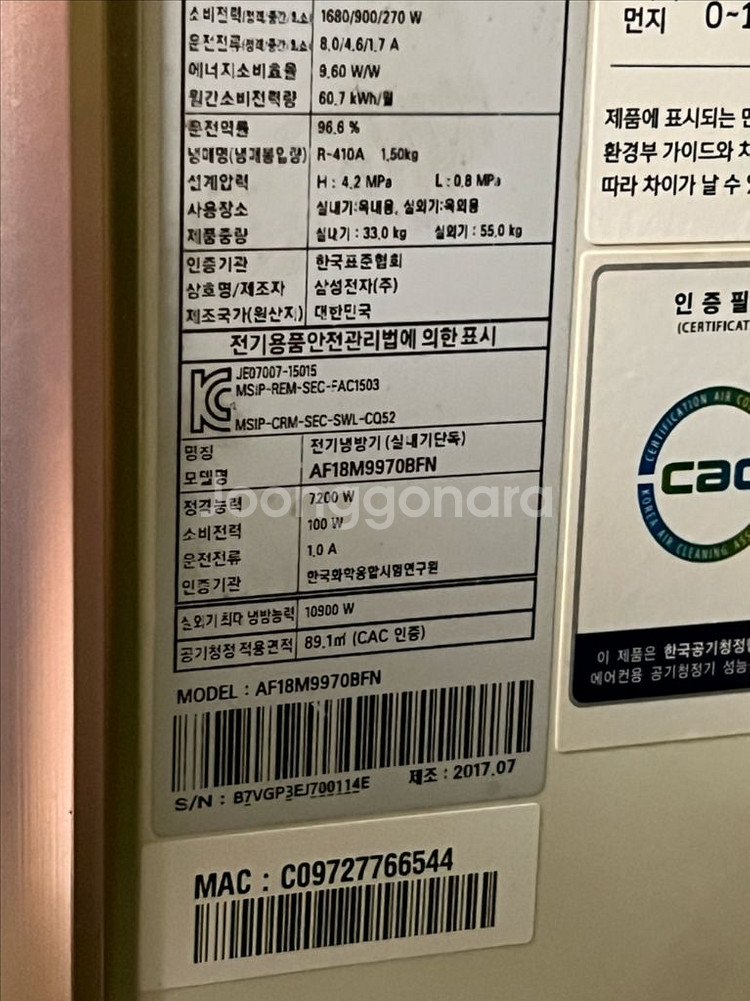 소비전력(정격/중간/최소) 1680/900/270 W
운전전류(정격/중간/최소) 8.0/4.6/1.7 A
에너지소비효율 9.60 W/W
월간소비전력량 60.7 kWh/월
운전역률 96.6 %
냉매명(냉매봉입량) R-410A 1.50kg
설계압력 H : 4.2 MPa L : 0.8 MPa
사용장소 실내기:옥내용, 실외기:옥외용
제품중량 실내기 : 33.0 kg 실외기 : 55.0 kg
인증기관 한국표준협회
상호명/제조자 삼성전자(주)
제조국가(원산지) 대한민국
전기용품안전관리법에 의한 표시
JE07007-15015
MSIP-REM-SEC-FAC1503
MSIP-CRM-SEC-SWL-CQ52
명칭 전기냉방기 (실내기단독)
모델명 AF18M9970BFN
정격능력 7200 W
소비전력 100 W
운전전류 1.0 A
인증기관 한국화학융합시험연구원
실외기 최대 냉방능력 10900 W
공기청정 적용면적 89.1㎡ (CAC 인증)
MODEL : AF18M9970BFN
S/N : B7VGP3EJ700114E 제조 : 2017.07
MAC : C09727766544
먼지 0~1
제품에 표시되는
환경부 가이드와
따라 차이가 날 수
인 증 필
(CERTIFICAT
CERTIFICATION AIR CO
cac
KOREA AIR CLEANING ASS
이 제품은 한국공기청정
에어컨용 공기청정기 성능
joonggonara